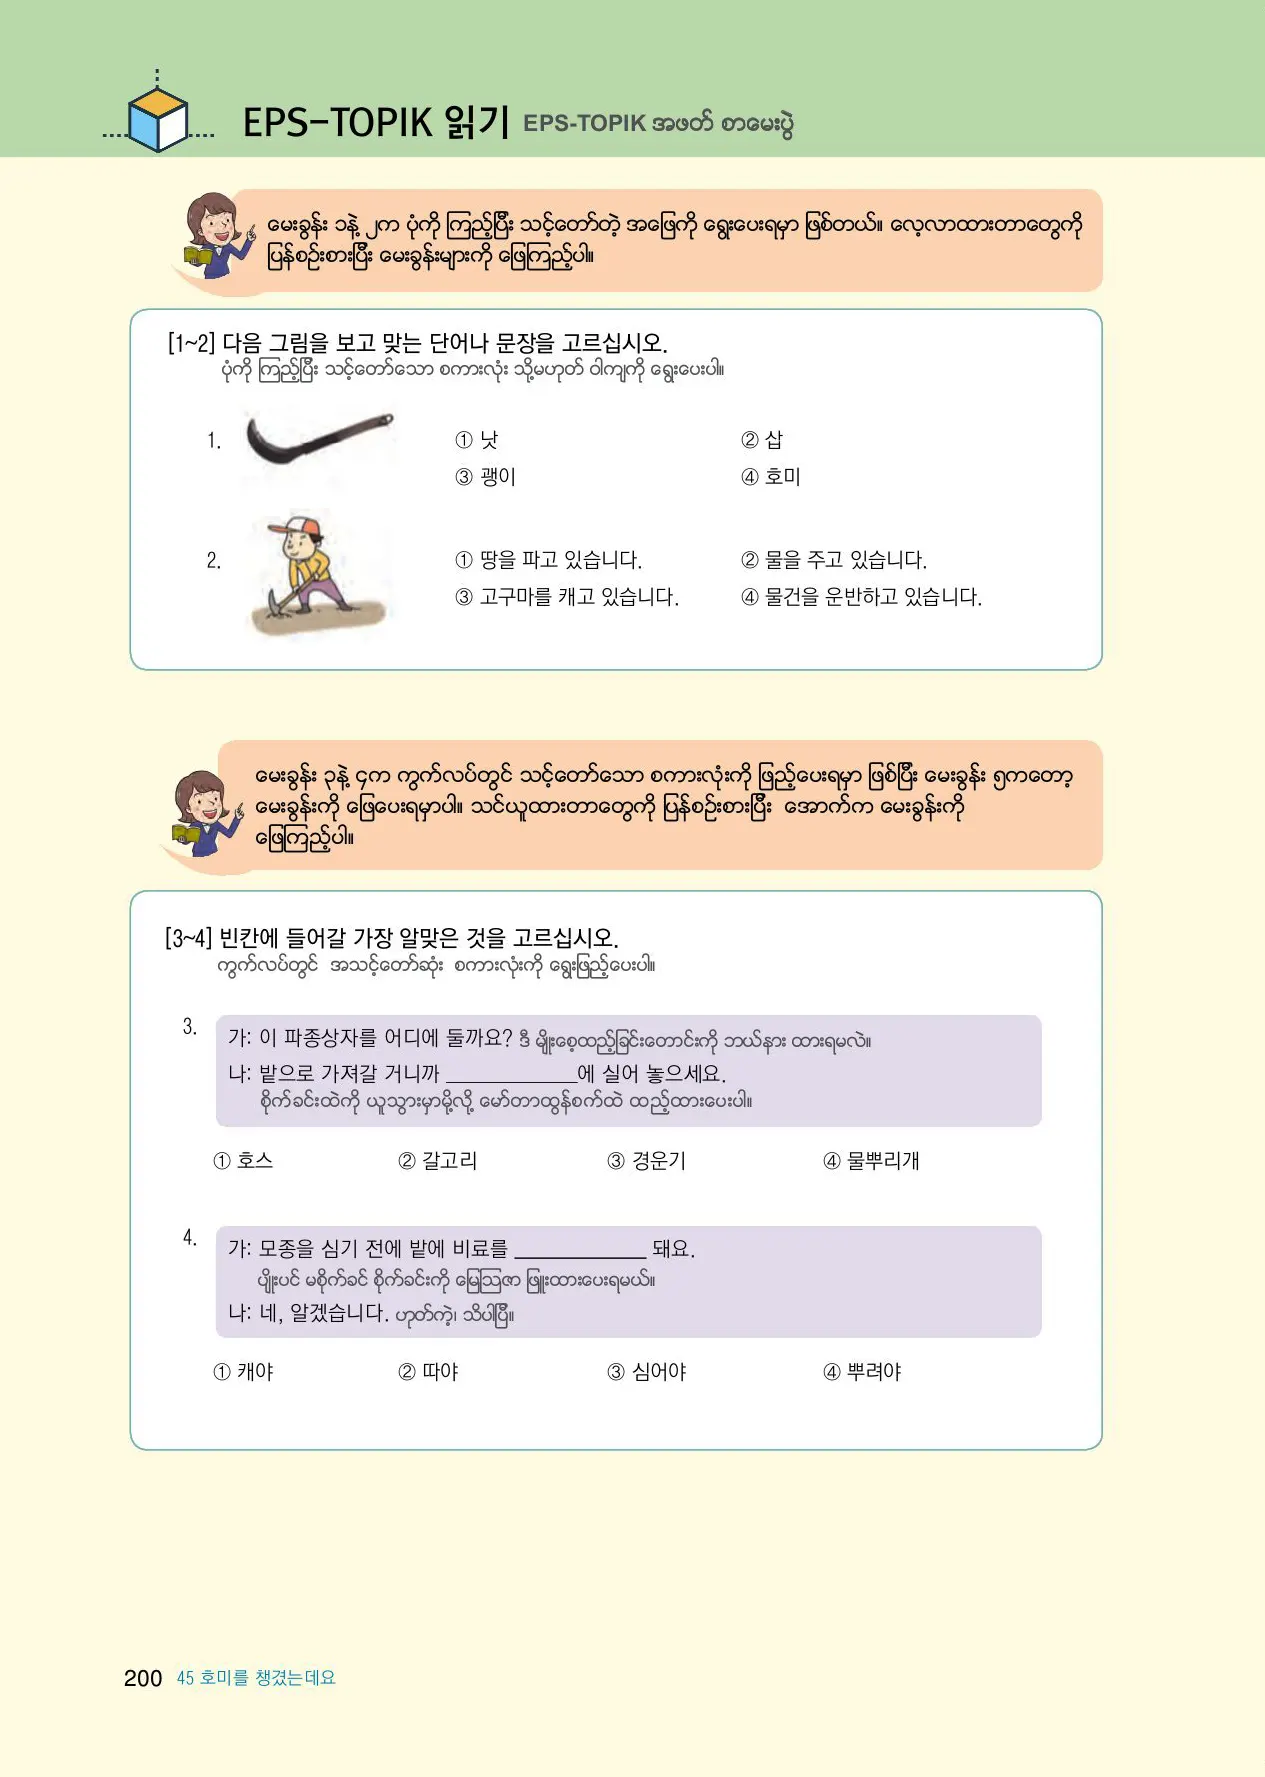 EPS-TOPIK 읽기 EPS-TOPIK အဖတ် စာမေးပွဲ
မေးခွန်း ၁နဲ့ ၂က ပုံကို ကြည့်ပြီး သင့်တော်တဲ့ အဖြေကို ရွေးပေးရမှာ ဖြစ်တယ်။ လေ့လာထားတာတွေကို
ပြန်စဉ်းစားပြီး မေးခွန်းများကို ဖြေကြည့်ပါ။
[1~2] 다음 그림을 보고 맞는 단어나 문장을 고르십시오.
ပုံကို ကြည့်ပြီး သင့်တော်သော စကားလုံး သို့မဟုတ် ဝါကျကို ရွေးပေးပါ။
1. ① 낫 ② 삽
③ 괭이 ④ 호미
2. ① 땅을 파고 있습니다. ② 물을 주고 있습니다.
③ 고구마를 캐고 있습니다. ④ 물건을 운반하고 있습니다.
မေးခွန်း ၃နဲ့ ၄က ကွက်လပ်တွင် သင့်တော်သော စကားလုံးကို ဖြည့်ပေးရမှာ ဖြစ်ပြီး မေးခွန်း ၅ကတော့
မေးခွန်းကို ဖြေပေးရမှာပါ။ သင်ယူထားတာတွေကို ပြန်စဉ်းစားပြီး အောက်က မေးခွန်းကို
ဖြေကြည့်ပါ။
[3~4] 빈칸에 들어갈 가장 알맞은 것을 고르십시오.
ကွက်လပ်တွင် အသင့်တော်ဆုံး စကားလုံးကို ရွေးဖြည့်ပေးပါ။
3. 가: 이 파종상자를 어디에 둘까요? ဒီ မျိုးစေ့ထည့်ခြင်းတောင်းကို ဘယ်နား ထားရမလဲ။
나: 밭으로 가져갈 거니까 ____________에 실어 놓으세요.
စိုက်ခင်းထဲကို ယူသွားမှာမို့လို့ မော်တာထွန်စက်ထဲ ထည့်ထားပေးပါ။
① 호스 ② 갈고리 ③ 경운기 ④ 물뿌리개
4. 가: 모종을 심기 전에 밭에 비료를 ____________ 돼요.
ပျိုးပင် မစိုက်ခင် စိုက်ခင်းကို မြေဩဇာ ဖြူးထားပေးရမယ်။
나: 네, 알겠습니다. ဟုတ်ကဲ့၊ သိပါပြီ။
① 캐야 ② 따야 ③ 심어야 ④ 뿌려야
200 45 호미를 챙겼는데요